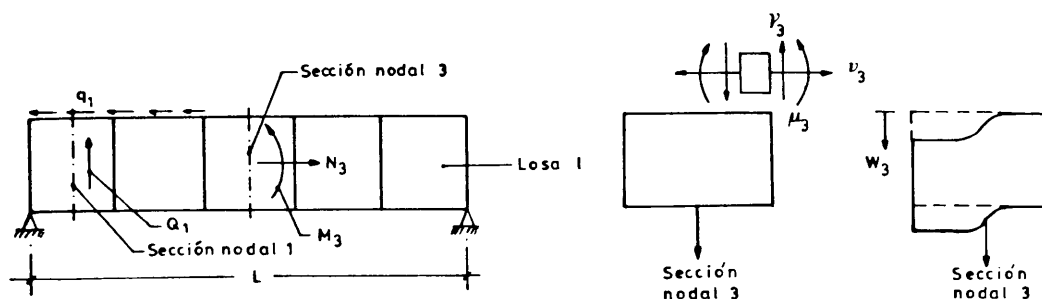 Sección nodal 3
q1
N3
Losa l
Q1
M3
Sección nodal 1
L
γ3
ν3
μ3
W3
Sección
nodal 3
Sección
nodal 3